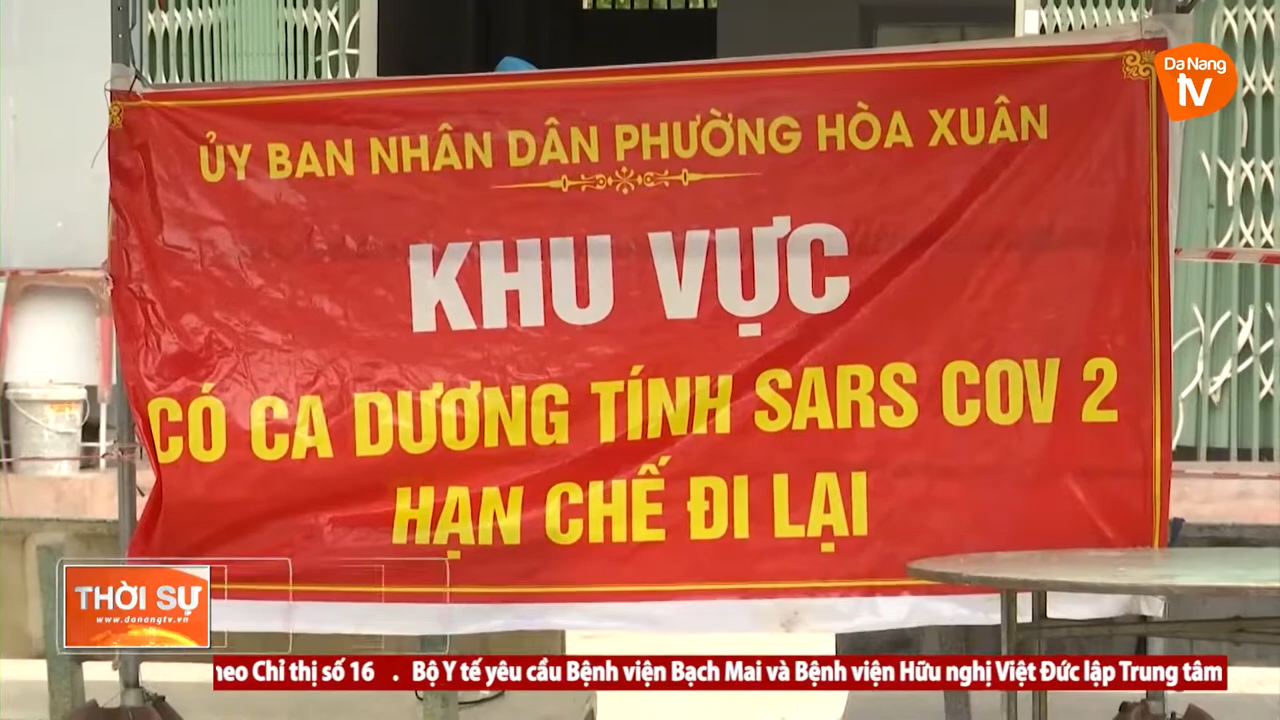 Da Nang
TV
ỦY BAN NHÂN DÂN PHƯỜNG HÒA XUÂN
KHU VỰC
CÓ CA DƯƠNG TÍNH SARS COV 2
HẠN CHẾ ĐI LẠI
THỜI SỰ
www.danangtv.vn
heo Chỉ thị số 16 . Bộ Y tế yêu cầu Bệnh viện Bạch Mai và Bệnh viện Hữu nghị Việt Đức lập Trung tâm